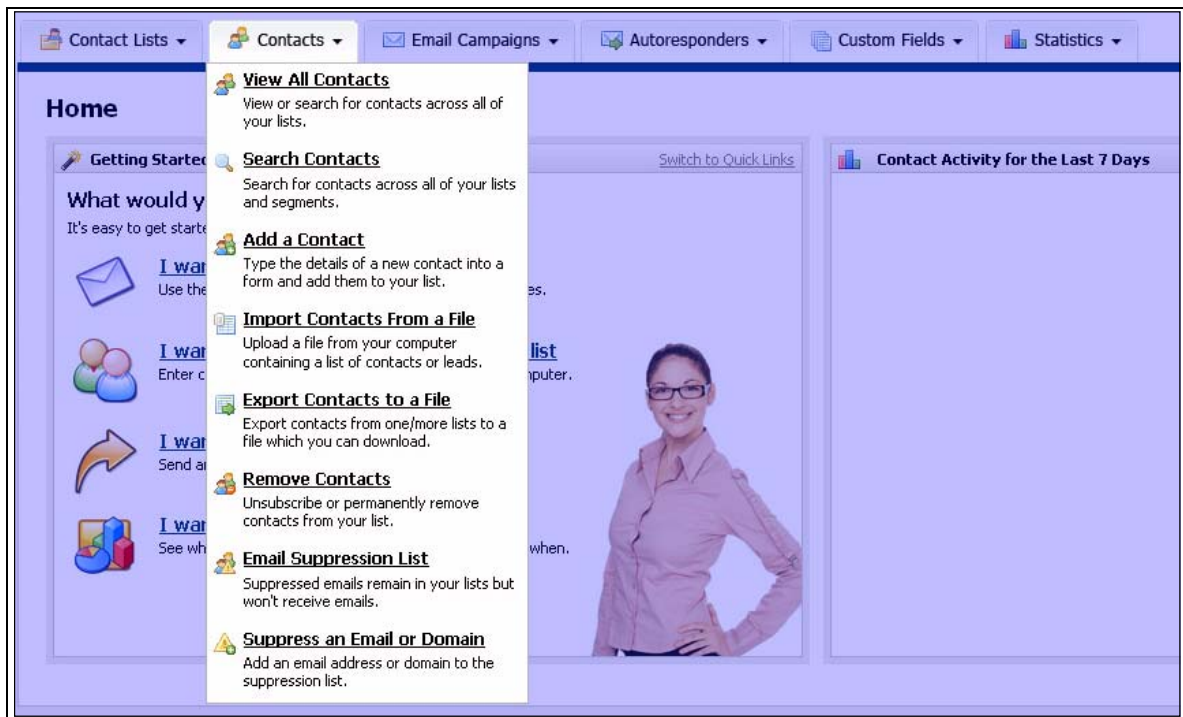 Contact Lists
Contacts
Email Campaigns
Autoresponders
Custom Fields
Statistics
Home
Getting Started
Switch to Quick Links
What would y
It's easy to get starte
I wan
Use the
es.
I wan
list
Enter c
nputer.
I wan
Send an
I wan
See wh
when.
View All Contacts
View or search for contacts across all of
your lists.
Search Contacts
Search for contacts across all of your lists
and segments.
Add a Contact
Type the details of a new contact into a
form and add them to your list.
Import Contacts From a File
Upload a file from your computer
containing a list of contacts or leads.
Export Contacts to a File
Export contacts from one/more lists to a
file which you can download.
Remove Contacts
Unsubscribe or permanently remove
contacts from your list.
Email Suppression List
Suppressed emails remain in your lists but
won't receive emails.
Suppress an Email or Domain
Add an email address or domain to the
suppression list.
Contact Activity for the Last 7 Days